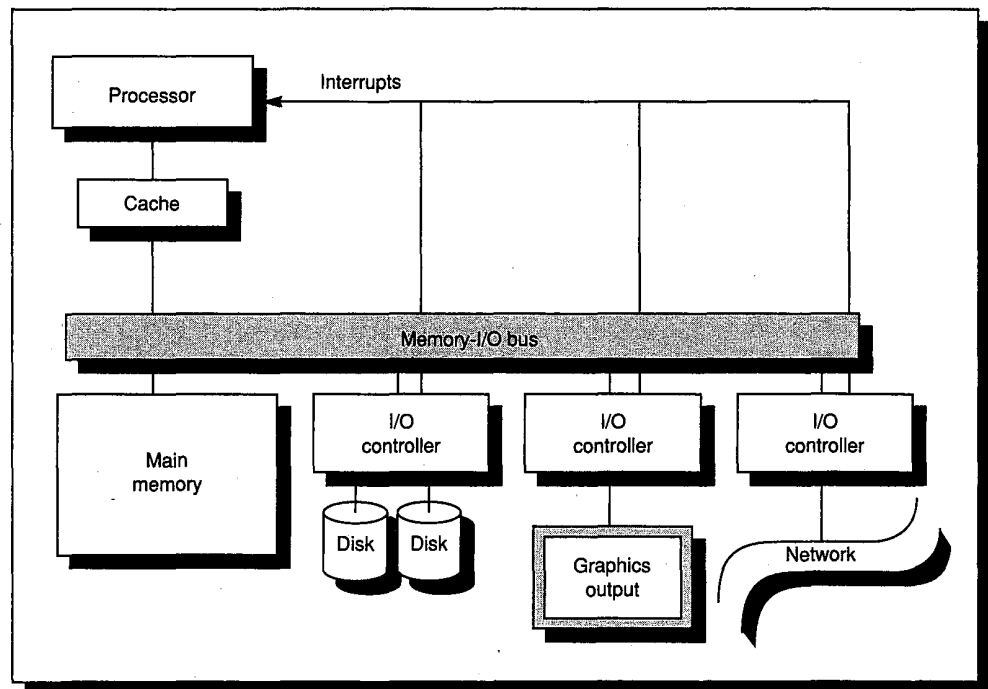 Processor
Interrupts
Cache
Memory-I/O bus
Main
memory
I/O
controller
I/O
controller
I/O
controller
Disk
Disk
Graphics
output
Network